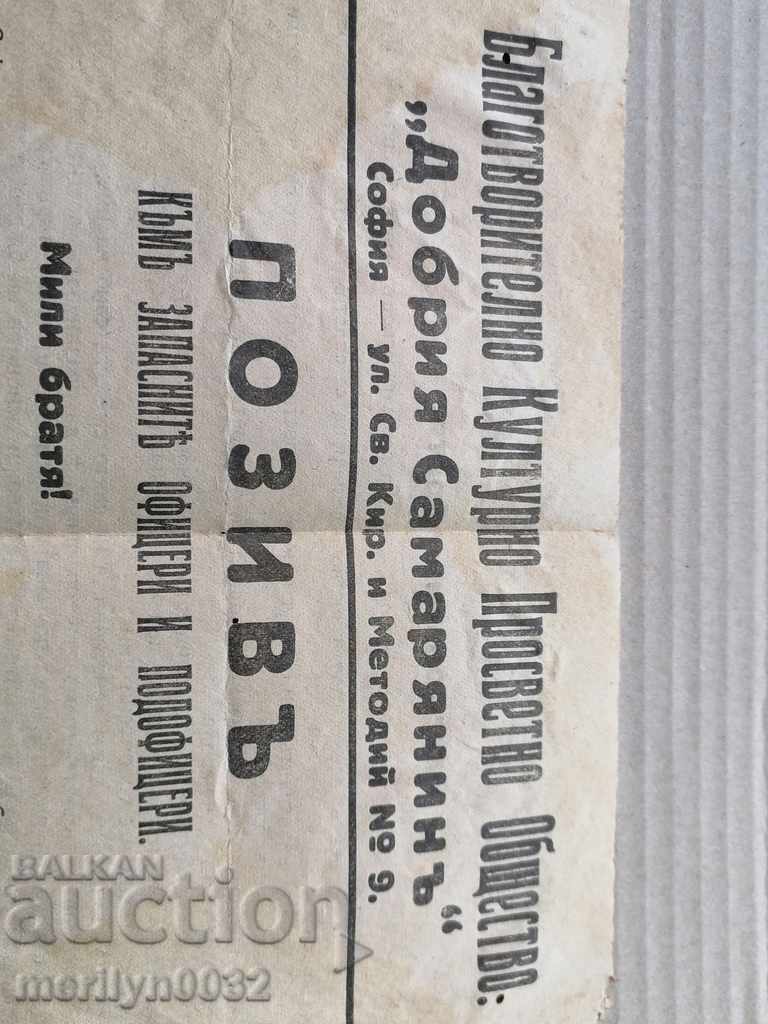 Благотворително Културно Просветно Общество:
„Добрия Самарянинъ“
София — ул. Св. Кир. и Методий № 9.
ПОЗИВЪ
КЪМЪ ЗАПАСНИТѢ ОФИЦЕРИ И ПОДОФИЦЕРИ.
Мили братя!
BALKAN
auction
merilyn0032